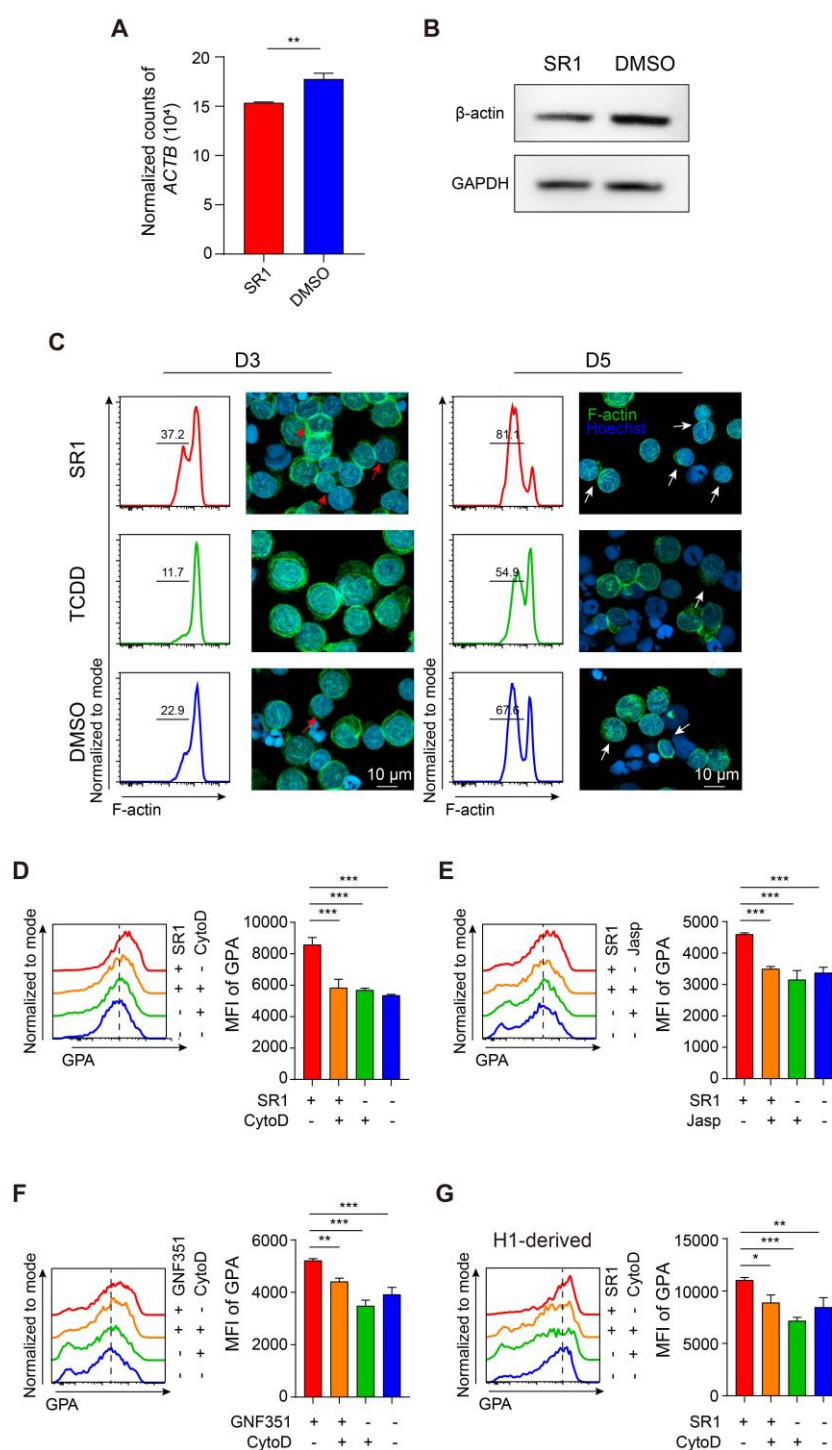 A
**
Normalized counts of
ACTB (10⁴)
20
15
10
5
0
SR1
DMSO
B
SR1 DMSO
β-actin
GAPDH
C
D3
D5
SR1
TCDD
DMSO
Normalized to mode
37.2
11.7
22.9
F-actin
10 µm
Normalized to mode
81.1
54.9
67.6
F-actin
F-actin
Hoechst
10 µm
D
Normalized to mode
GPA
SR1
CytoD
+ -
+ +
- +
- -
MFI of GPA
10000
8000
6000
4000
2000
0
***
***
***
SR1 + + - -
CytoD - + + -
E
Normalized to mode
GPA
SR1
Jasp
+ -
+ +
- +
- -
MFI of GPA
5000
4000
3000
2000
1000
0
***
***
***
SR1 + + - -
Jasp - + + -
F
Normalized to mode
GPA
GNF351
CytoD
+ -
+ +
- +
- -
MFI of GPA
6000
4000
2000
0
***
***
**
GNF351 + + - -
CytoD - + + -
G
H1-derived
Normalized to mode
GPA
SR1
CytoD
+ -
+ +
- +
- -
MFI of GPA
15000
10000
5000
0
**
***
*
SR1 + + - -
CytoD - + + -